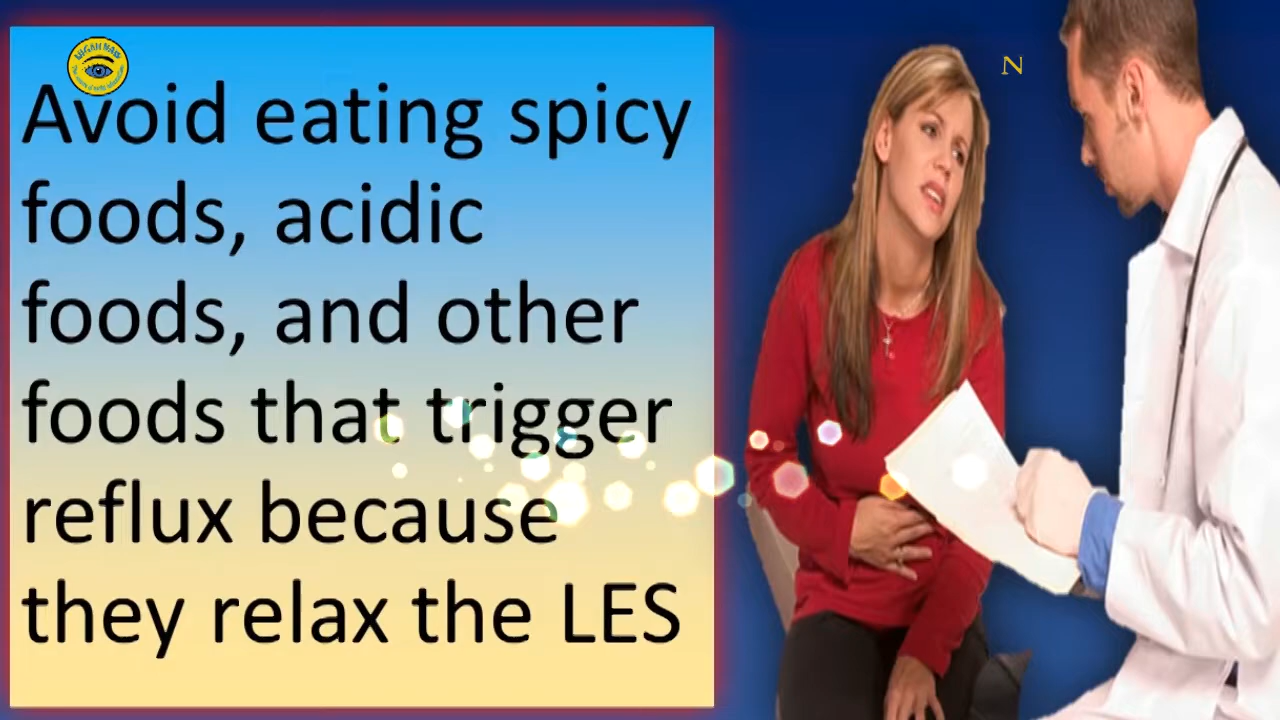 Avoid eating spicy
foods, acidic
foods, and other
foods that trigger
reflux because
they relax the LES
N